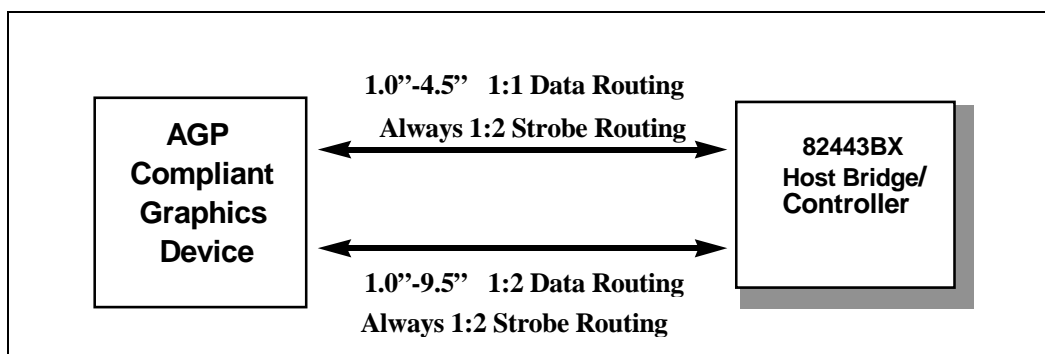 1.0”-4.5” 1:1 Data Routing
Always 1:2 Strobe Routing
AGP
Compliant
Graphics
Device
82443BX
Host Bridge/
Controller
1.0”-9.5” 1:2 Data Routing
Always 1:2 Strobe Routing